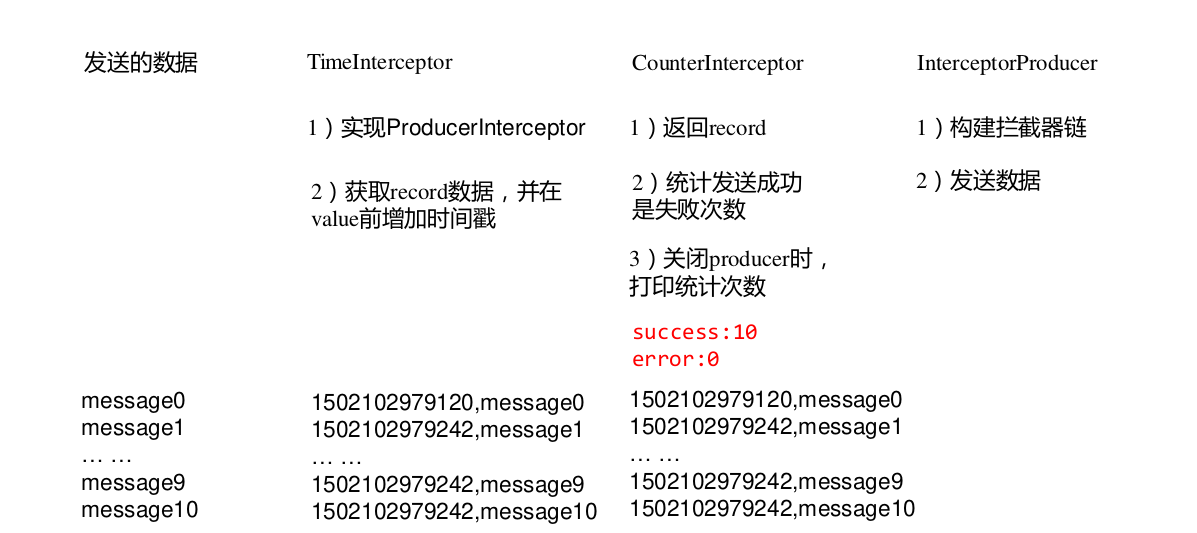 发送的数据
TimeInterceptor
CounterInterceptor
InterceptorProducer
1）实现ProducerInterceptor
2）获取record数据，并在
value前增加时间戳
1）返回record
2）统计发送成功
是失败次数
3）关闭producer时，
打印统计次数
success:10
error:0
1）构建拦截器链
2）发送数据
message0
message1
… …
message9
message10
1502102979120,message0
1502102979242,message1
… …
1502102979242,message9
1502102979242,message10
1502102979120,message0
1502102979242,message1
… …
1502102979242,message9
1502102979242,message10